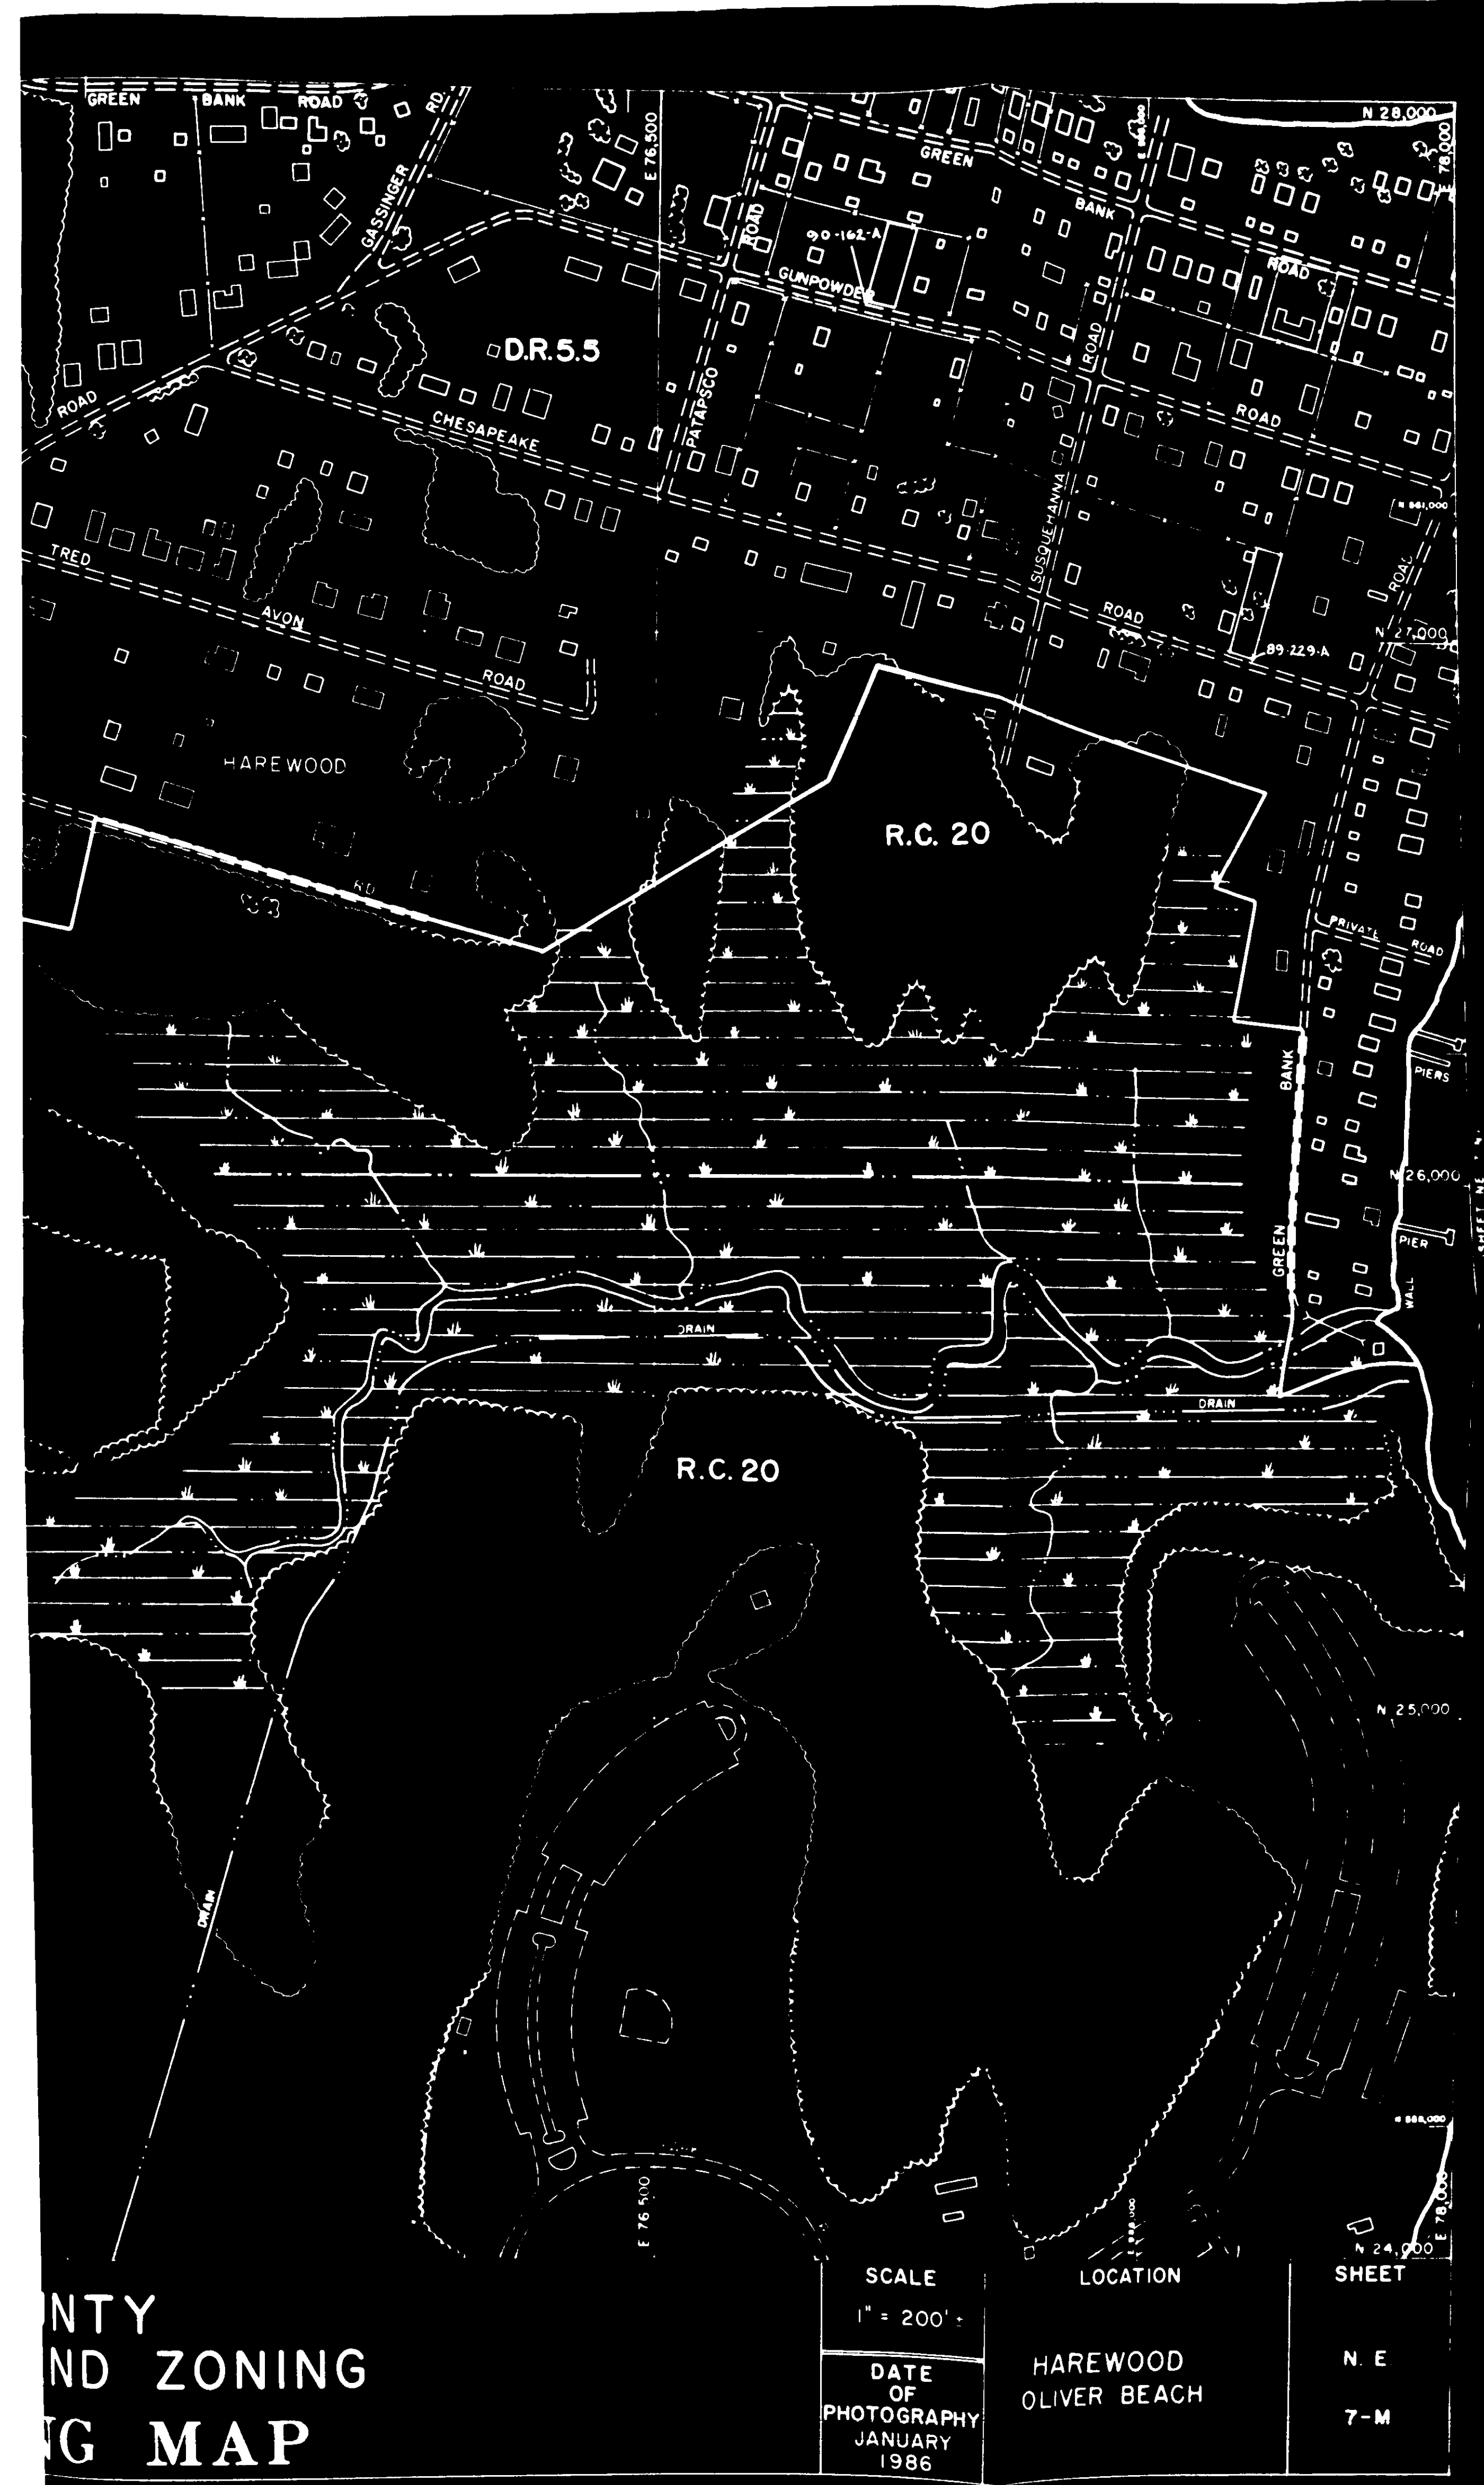 GREEN BANK ROAD
RD.
E 76,500
N 28,000
E 78,000
GASSINGER
GREEN
BANK
ROAD
ROAD
90-162-A
GUNPOWDER
ROAD
D.R.5.5
ROAD
PATAPSCO
CHESAPEAKE
ROAD
SUSQUEHANNA
ROAD
N 27,000
TRED
AVON
ROAD
ROAD
89-229-A
HAREWOOD
R.C. 20
RD
PRIVATE ROAD
BANK
PIERS
N 26,000
GREEN
PIER
WALL
DRAIN
DRAIN
R.C. 20
N 25,000
DRAIN
E 76 500
E 78,000
N 24,000
NTY
ND ZONING
NG MAP
SCALE
1" = 200' ±
DATE
OF
PHOTOGRAPHY
JANUARY
1986
LOCATION
HAREWOOD
OLIVER BEACH
SHEET
N. E
7-M